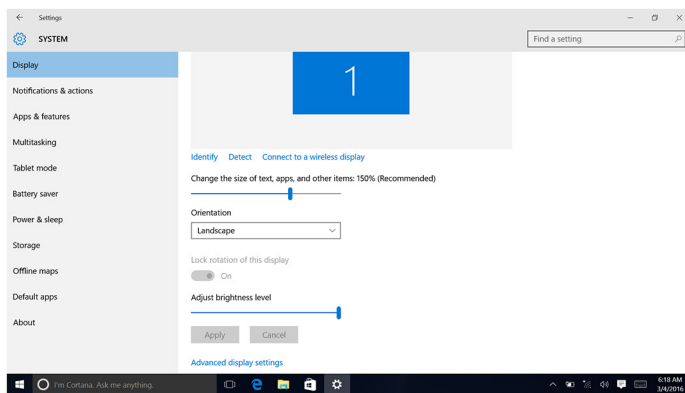 Settings
SYSTEM
Find a setting
Display
Notifications & actions
Apps & features
Multitasking
Tablet mode
Battery saver
Power & sleep
Storage
Offline maps
Default apps
About
1
Identify Detect Connect to a wireless display
Change the size of text, apps, and other items: 150% (Recommended)
Orientation
Landscape
Lock rotation of this display
On
Adjust brightness level
Apply Cancel
Advanced display settings
I'm Cortana. Ask me anything.
6:18 AM
3/4/2016